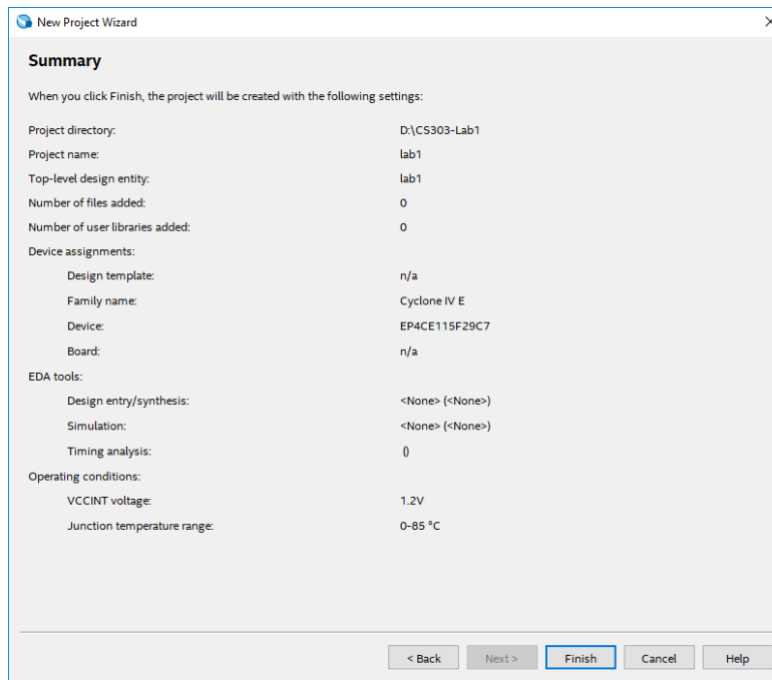 New Project Wizard
Summary
When you click Finish, the project will be created with the following settings:
Project directory: D:\CS303-Lab1
Project name: lab1
Top-level design entity: lab1
Number of files added: 0
Number of user libraries added: 0
Device assignments:
Design template: n/a
Family name: Cyclone IV E
Device: EP4CE115F29C7
Board: n/a
EDA tools:
Design entry/synthesis: <None> (<None>)
Simulation: <None> (<None>)
Timing analysis: ()
Operating conditions:
VCCINT voltage: 1.2V
Junction temperature range: 0-85 °C
< Back Next > Finish Cancel Help